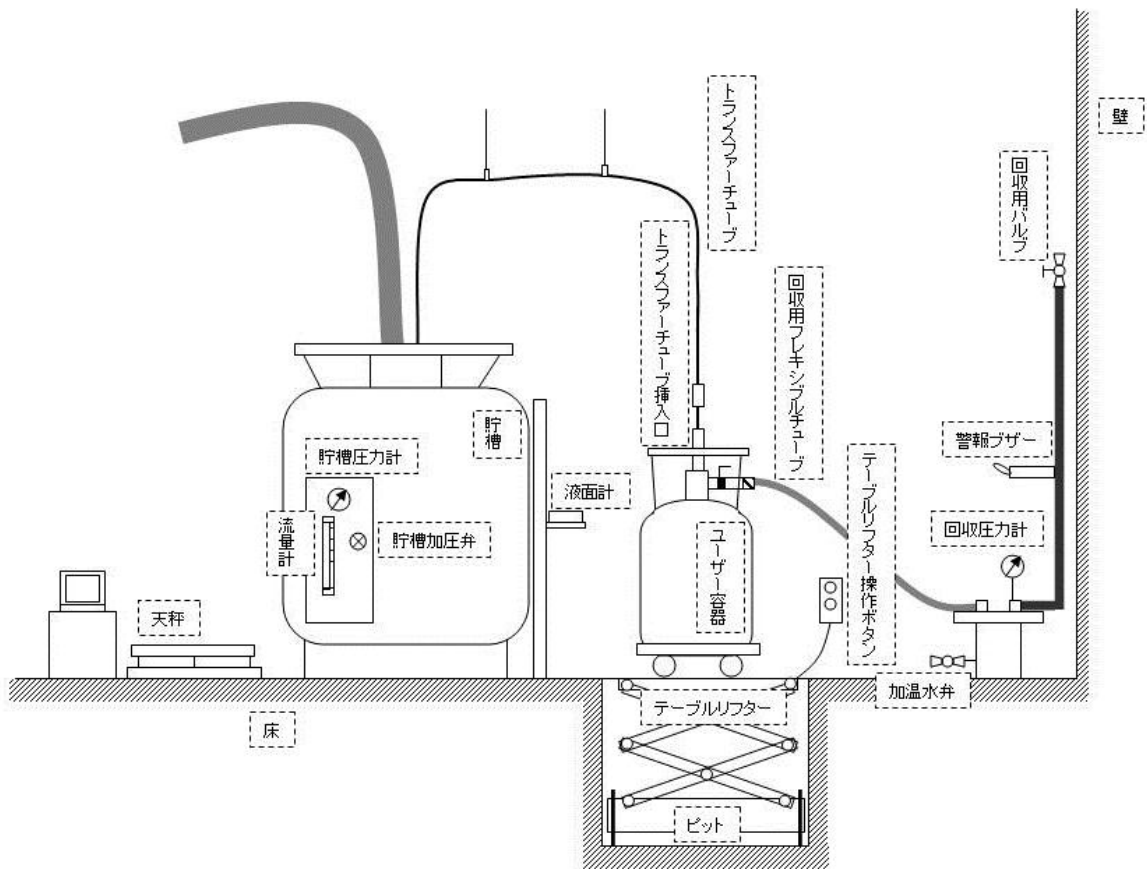 トランスファーチューブ
壁
回収用バルブ
トランスファーチューブ挿入口
回収用フレキシブルチューブ
貯槽
警報ブザー
貯槽圧力計
テーブルリフター操作ボタン
液面計
流量計
貯槽加圧弁
回収圧力計
ユーザー容器
天秤
加温水弁
テーブルリフター
床
ピット